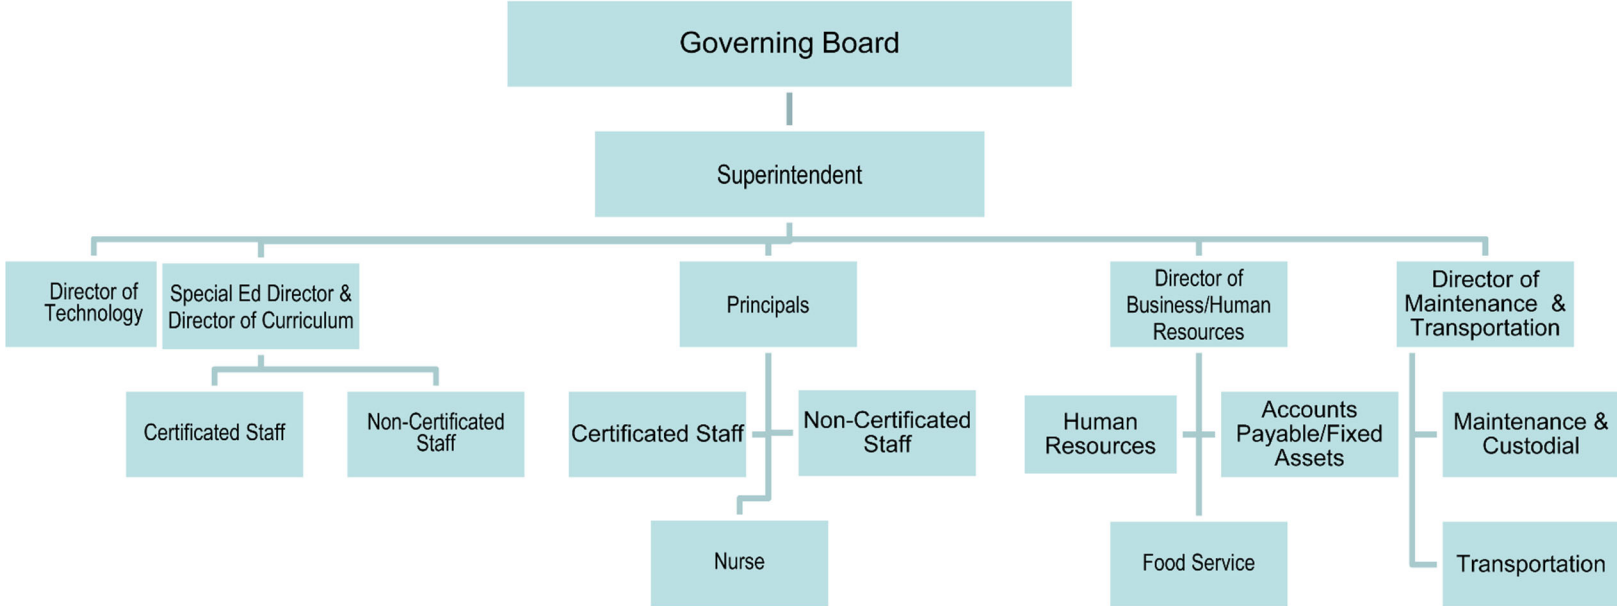 Governing Board
Superintendent
Director of
Technology
Special Ed Director &
Director of Curriculum
Principals
Director of
Business/Human
Resources
Director of
Maintenance &
Transportation
Certificated Staff
Non-Certificated
Staff
Certificated Staff
Non-Certificated
Staff
Human
Resources
Accounts
Payable/Fixed
Assets
Maintenance &
Custodial
Nurse
Food Service
Transportation